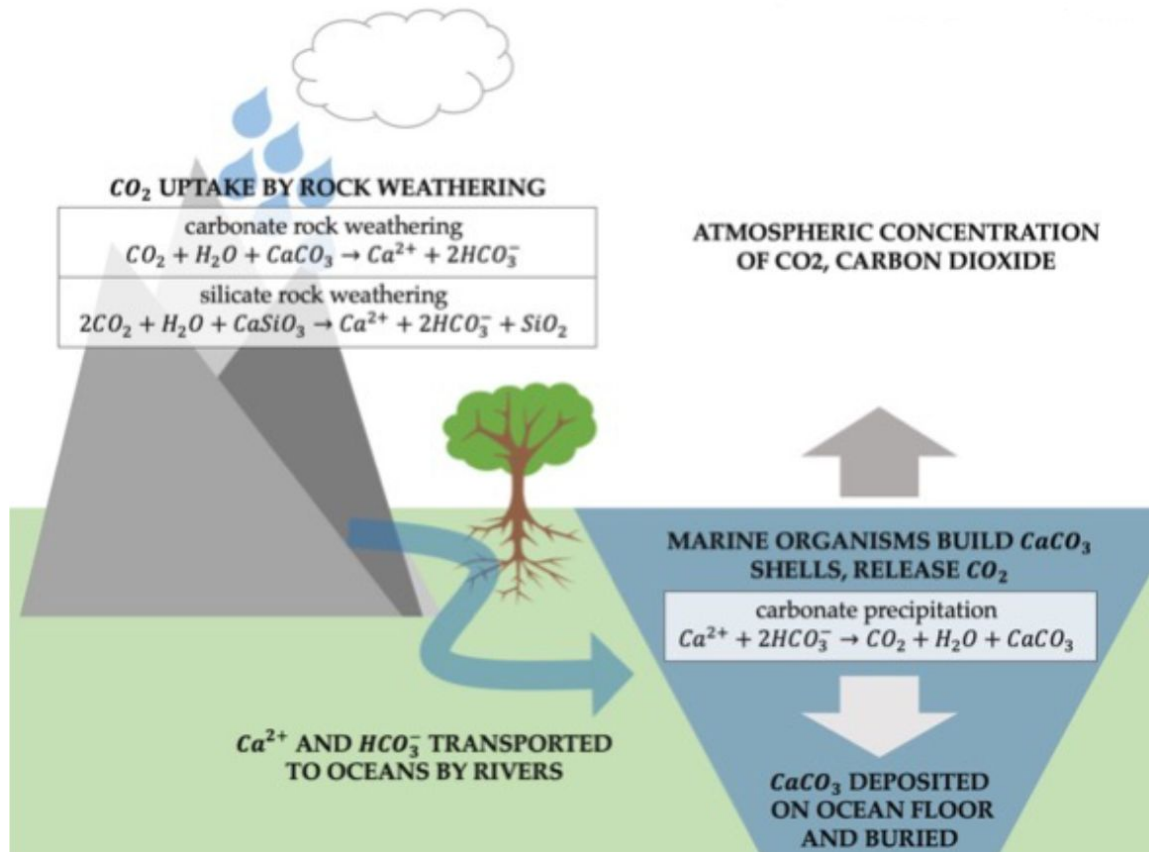 CO₂ UPTAKE BY ROCK WEATHERING
carbonate rock weathering
CO₂ + H₂O + CaCO₃ → Ca²⁺ + 2HCO₃⁻
silicate rock weathering
2CO₂ + H₂O + CaSiO₃ → Ca²⁺ + 2HCO₃⁻ + SiO₂
ATMOSPHERIC CONCENTRATION
OF CO2, CARBON DIOXIDE
MARINE ORGANISMS BUILD CaCO₃
SHELLS, RELEASE CO₂
carbonate precipitation
Ca²⁺ + 2HCO₃⁻ → CO₂ + H₂O + CaCO₃
Ca²⁺ AND HCO₃⁻ TRANSPORTED
TO OCEANS BY RIVERS
CaCO₃ DEPOSITED
ON OCEAN FLOOR
AND BURIED